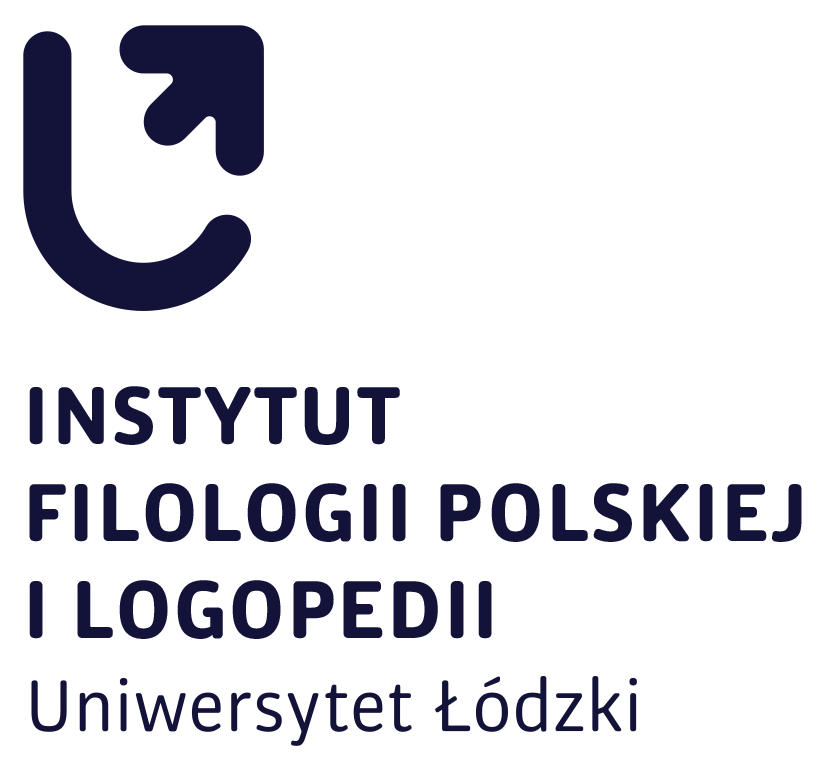 INSTYTUT
FILOLOGII POLSKIEJ
I LOGOPEDII
Uniwersytet Łódzki